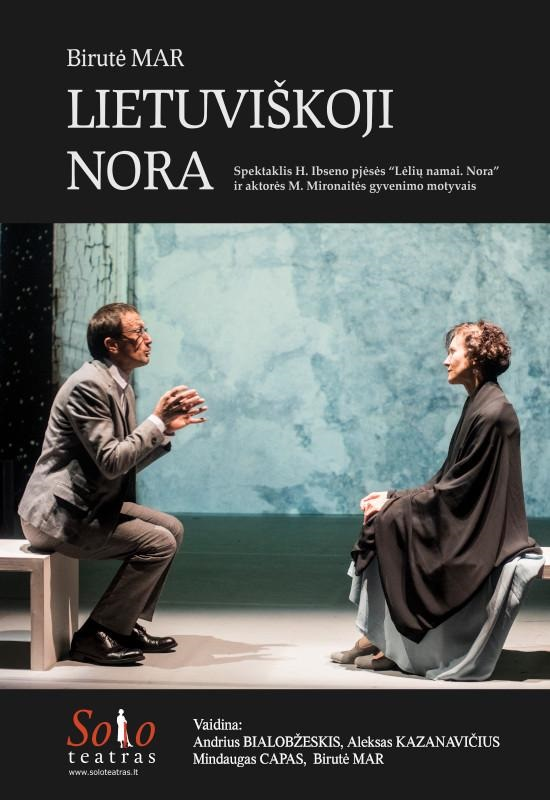 Birutė MAR
LIETUVIŠKOJI
NORA
Spektaklis H. Ibseno pjėsės “Lėlių namai. Nora”
ir aktorės M. Mironaitės gyvenimo motyvais
Solo
teatras
www.soloteatras.lt
Vaidina:
Andrius BIALOBŽESKIS, Aleksas KAZANAVIČIUS
Mindaugas CAPAS, Birutė MAR